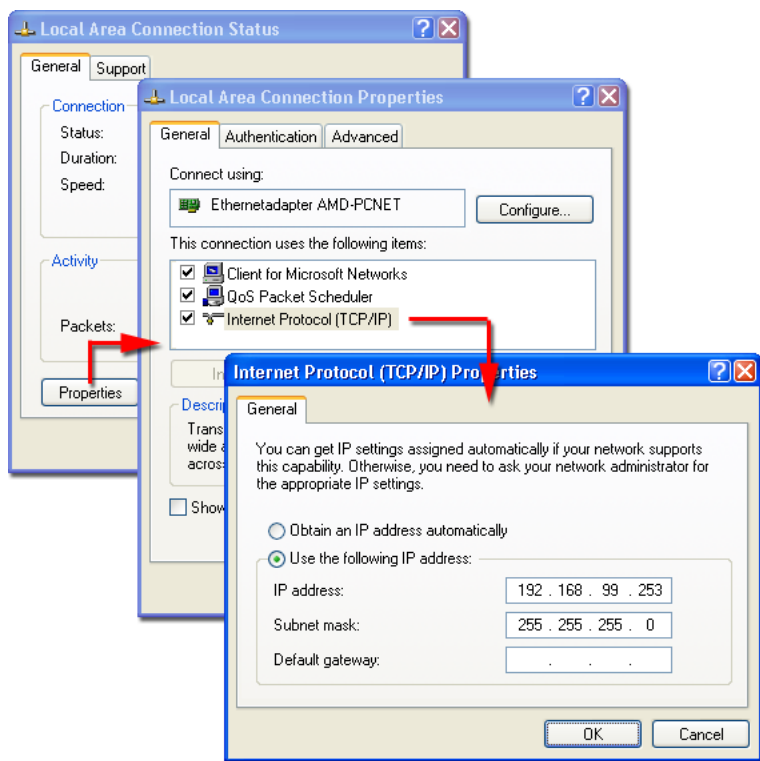 Local Area Connection Status
General Support
Connection
Status:
Duration:
Speed:
Activity
Packets:
Properties
Local Area Connection Properties
General Authentication Advanced
Connect using:
Ethernetadapter AMD-PCNET
Configure...
This connection uses the following items:
Client for Microsoft Networks
QoS Packet Scheduler
Internet Protocol (TCP/IP)
wide
Show
Internet Protocol (TCP/IP) Properties
General
You can get IP settings assigned automatically if your network supports
this capability. Otherwise, you need to ask your network administrator for
the appropriate IP settings.
Obtain an IP address automatically
Use the following IP address:
IP address: 192 . 168 . 99 . 253
Subnet mask: 255 . 255 . 255 . 0
Default gateway: . . .
OK Cancel